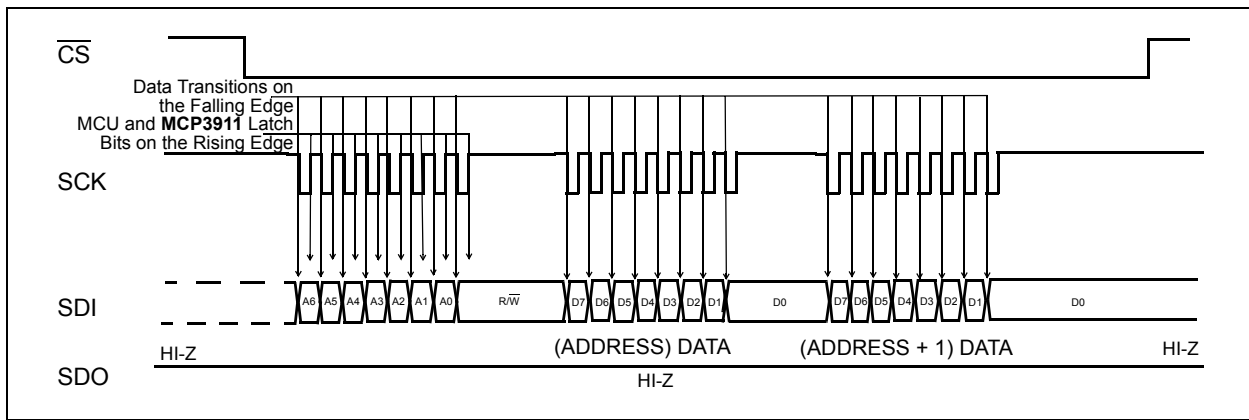 CS
Data Transitions on
the Falling Edge
MCU and MCP3911 Latch
Bits on the Rising Edge
SCK
SDI
A6 A5 A4 A3 A2 A1 A0 R/W D7 D6 D5 D4 D3 D2 D1 D0 D7 D6 D5 D4 D3 D2 D1 D0
HI-Z (ADDRESS) DATA (ADDRESS + 1) DATA HI-Z
SDO
HI-Z